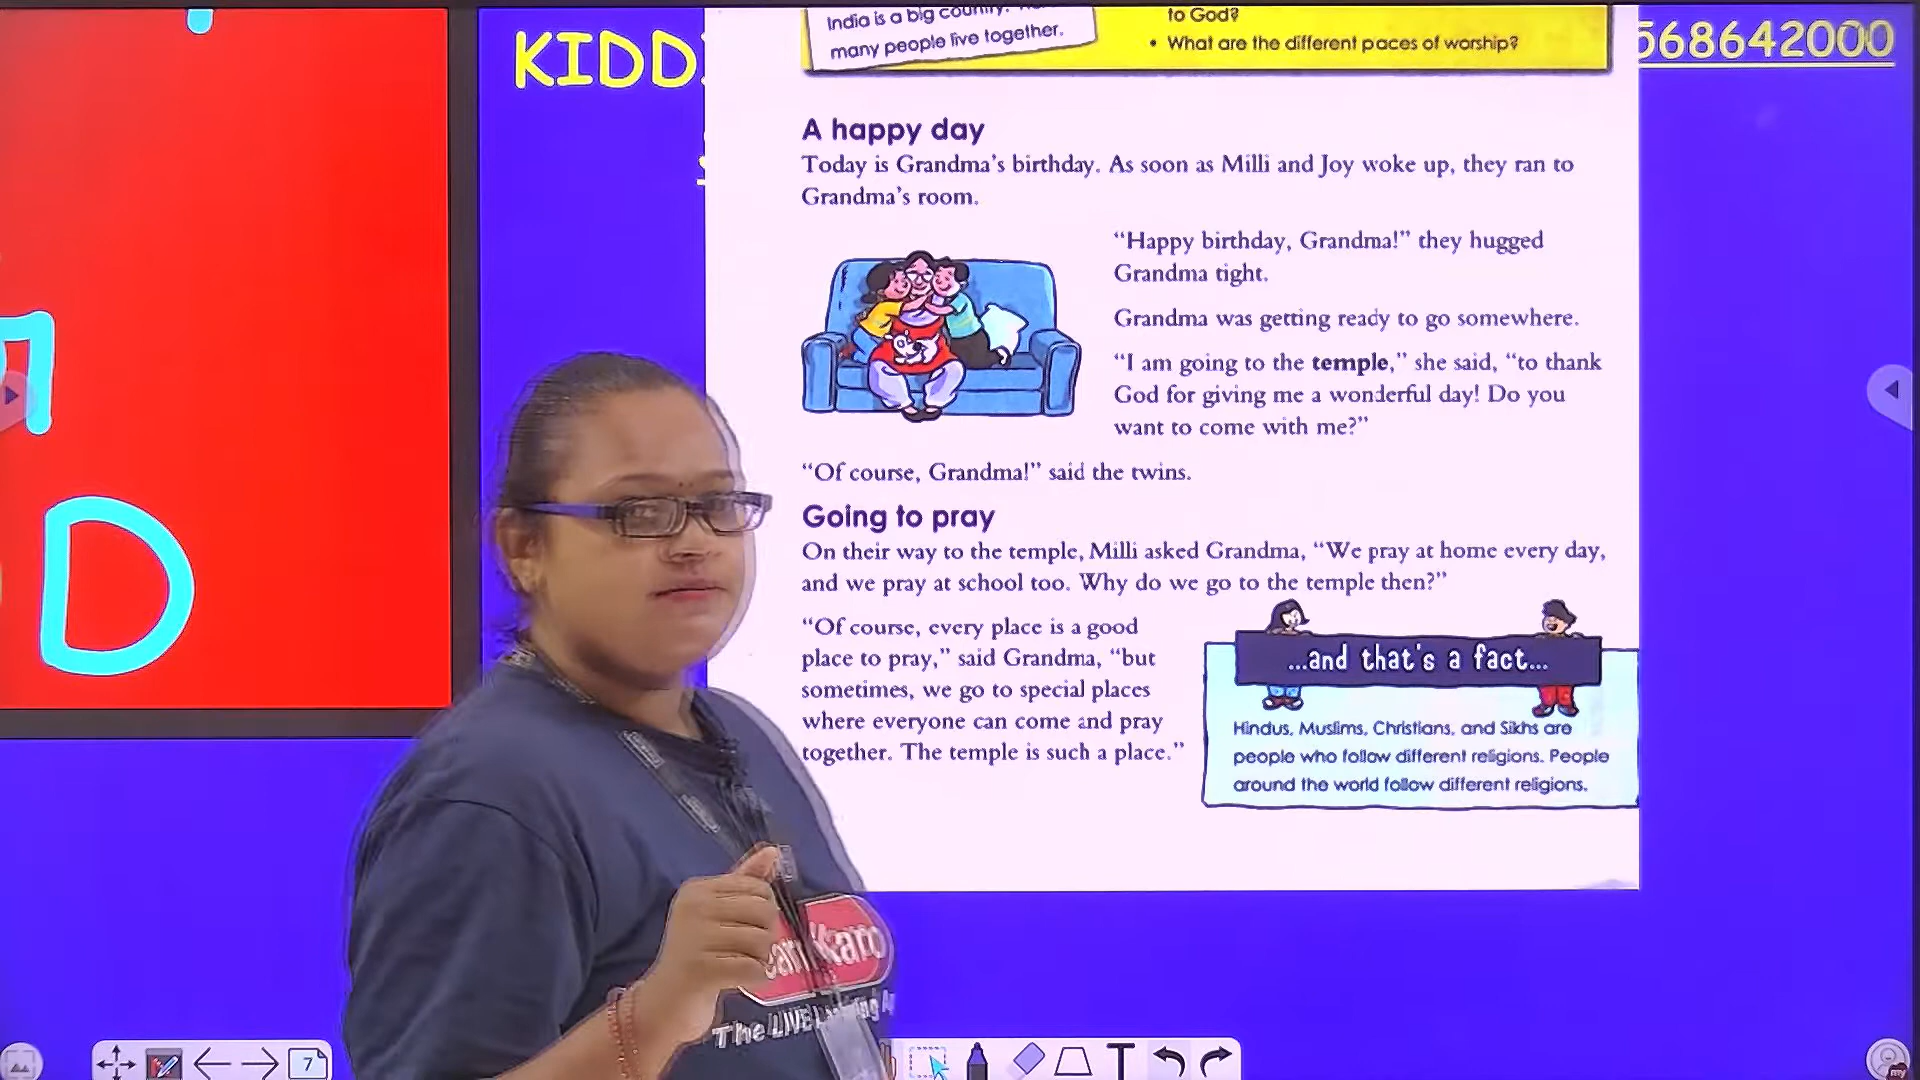 India is a big country.
many people live together.
to God?
• What are the different paces of worship?
KIDD
568642000
A happy day
Today is Grandma's birthday. As soon as Milli and Joy woke up, they ran to
Grandma's room.
"Happy birthday, Grandma!" they hugged
Grandma tight.
Grandma was getting ready to go somewhere.
"I am going to the temple," she said, "to thank
God for giving me a wonderful day! Do you
want to come with me?"
"Of course, Grandma!" said the twins.
Going to pray
On their way to the temple, Milli asked Grandma, "We pray at home every day,
and we pray at school too. Why do we go to the temple then?"
"Of course, every place is a good
place to pray," said Grandma, "but
sometimes, we go to special places
where everyone can come and pray
together. The temple is such a place."
...and that's a fact...
Hindus, Muslims, Christians, and Sikhs are
people who follow different religions. People
around the world follow different religions.
D
Karo
The LIVE
7
T
my